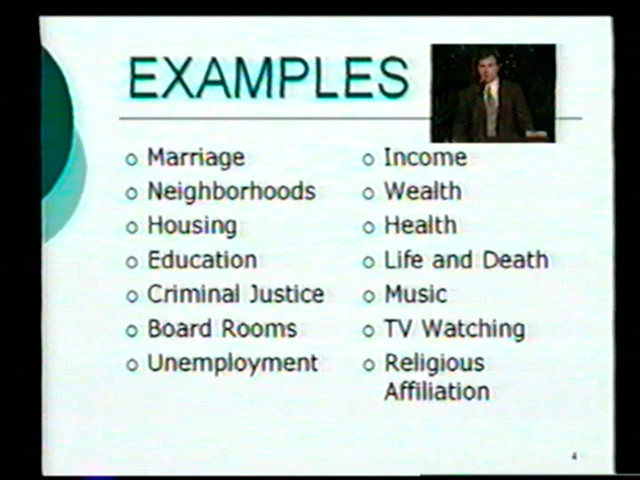 EXAMPLES
○ Marriage
○ Neighborhoods
○ Housing
○ Education
○ Criminal Justice
○ Board Rooms
○ Unemployment
○ Income
○ Wealth
○ Health
○ Life and Death
○ Music
○ TV Watching
○ Religious
Affiliation
4